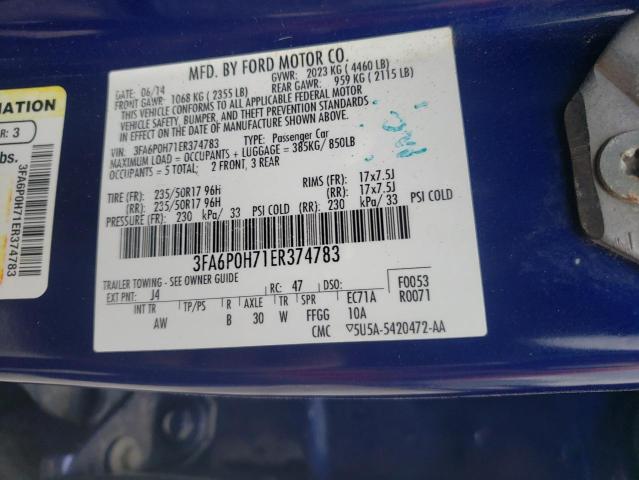 MFD. BY FORD MOTOR CO.
DATE: 06/14 GVWR: 2023 KG ( 4460 LB)
FRONT GAWR: 1068 KG ( 2355 LB) REAR GAWR: 959 KG ( 2115 LB)
THIS VEHICLE CONFORMS TO ALL APPLICABLE FEDERAL MOTOR
VEHICLE SAFETY, BUMPER, AND THEFT PREVENTION STANDARDS
IN EFFECT ON THE DATE OF MANUFACTURE SHOWN ABOVE.
VIN: 3FA6P0H71ER374783 TYPE: Passenger Car
MAXIMUM LOAD = OCCUPANTS + LUGGAGE = 385KG/ 850LB
OCCUPANTS = 5 TOTAL: 2 FRONT, 3 REAR
TIRE (FR): 235/50R17 96H RIMS (FR): 17x7.5J
(RR): 235/50R17 96H (RR): 17x7.5J
PRESSURE (FR): 230 kPa/ 33 PSI COLD (RR): 230 kPa/ 33 PSI COLD
3FA6P0H71ER374783
TRAILER TOWING - SEE OWNER GUIDE
EXT PNT: J4 RC: 47 DSO: F0053
R0071
INT TR TP/PS R AXLE TR SPR EC71A
AW B 30 W FFGG 10A
CMC 5U5A-5420472-AA
MATION
R: 3
bs.
3FA6P0H71ER374783